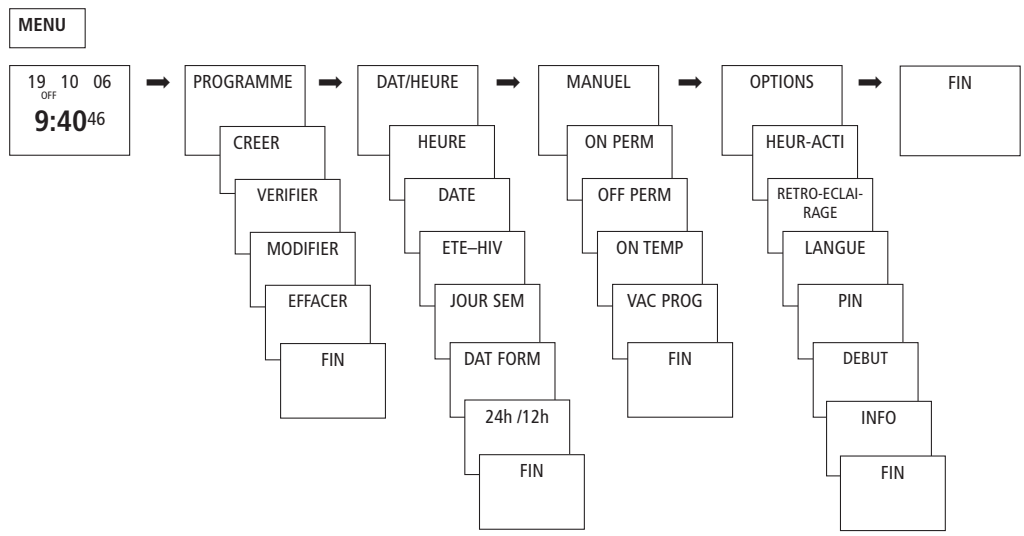 MENU
19 10 06
OFF
9:40 46
PROGRAMME
CREER
VERIFIER
MODIFIER
EFFACER
FIN
DAT/HEURE
HEURE
DATE
ETE–HIV
JOUR SEM
DAT FORM
24h /12h
FIN
MANUEL
ON PERM
OFF PERM
ON TEMP
VAC PROG
FIN
OPTIONS
HEUR-ACTI
RETRO-ECLAI-
RAGE
LANGUE
PIN
DEBUT
INFO
FIN
FIN